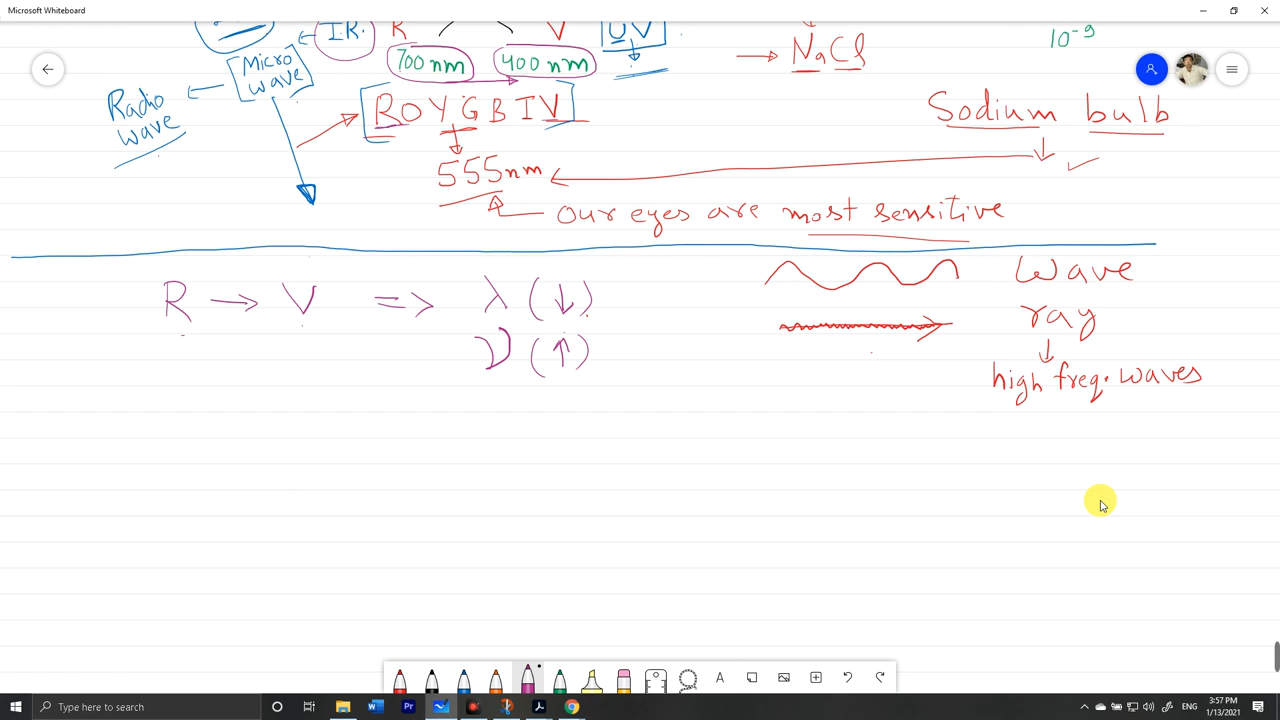 Microsoft Whiteboard
I.R. R V UV
10⁻⁹
Micro wave
700 nm 400 nm
NaCl
Radio wave
ROYGBIV
Sodium bulb
555nm
Our eyes are most sensitive
R → V => λ (↓)
ν (↑)
Wave
ray
high freq. waves
Type here to search
ENG
3:57 PM
1/13/2021